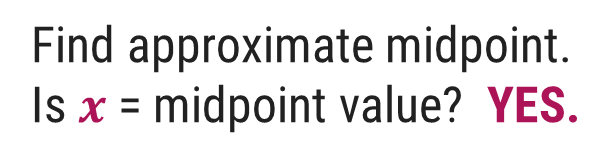 Find approximate midpoint.
Is x = midpoint value? YES.